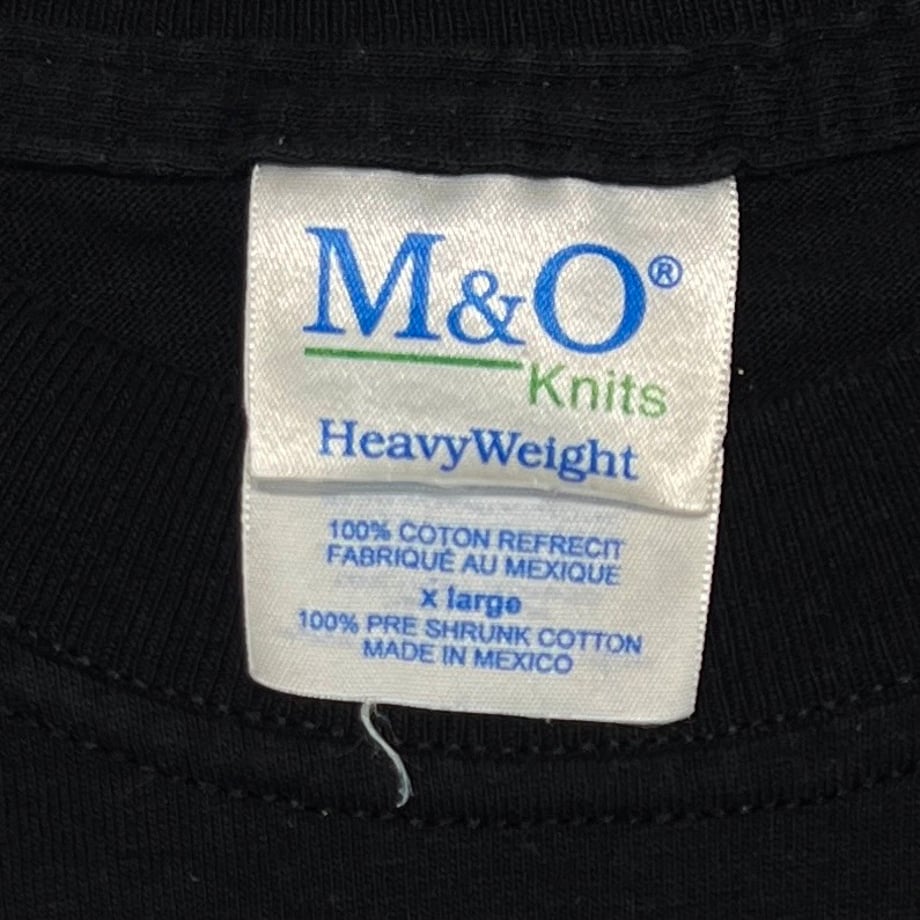 M&O®
Knits
HeavyWeight
100% COTON REFRECIT
FABRIQUÉ AU MEXIQUE
x large
100% PRE SHRUNK COTTON
MADE IN MEXICO